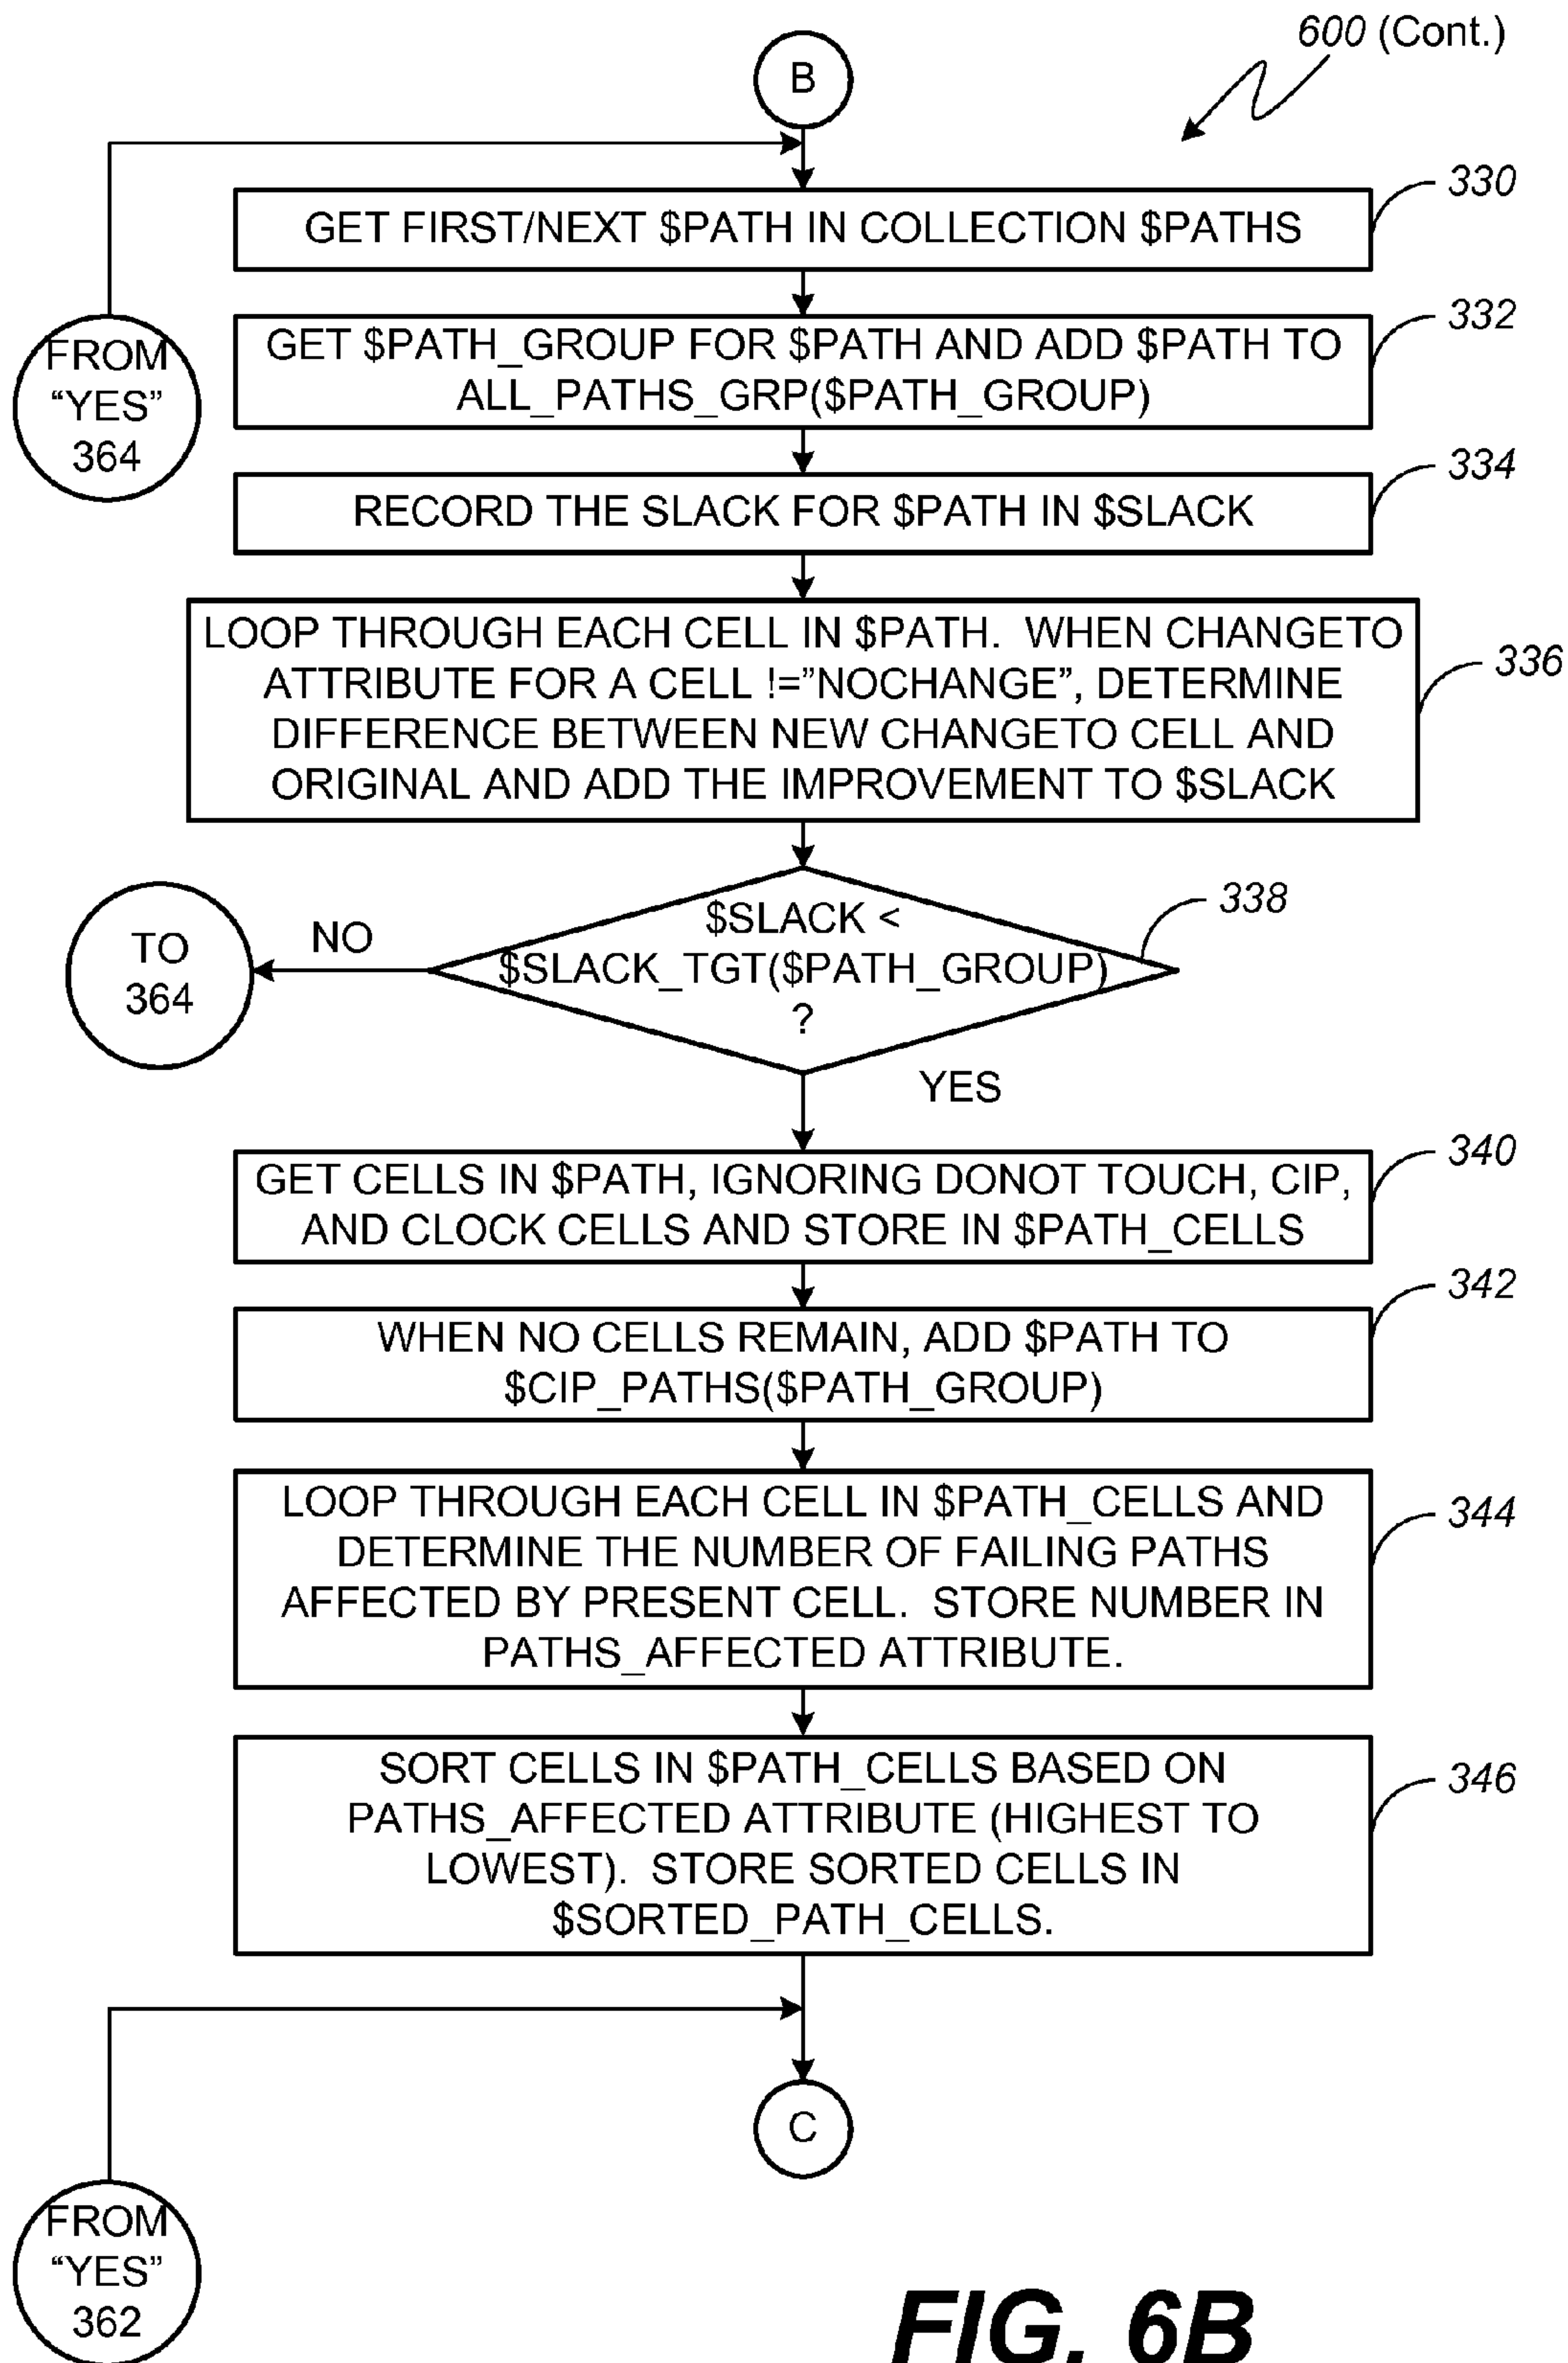 600 (Cont.)
B
330
GET FIRST/NEXT $PATH IN COLLECTION $PATHS
332
GET $PATH_GROUP FOR $PATH AND ADD $PATH TO
ALL_PATHS_GRP($PATH_GROUP)
FROM
“YES”
364
334
RECORD THE SLACK FOR $PATH IN $SLACK
336
LOOP THROUGH EACH CELL IN $PATH. WHEN CHANGETO
ATTRIBUTE FOR A CELL !=”NOCHANGE”, DETERMINE
DIFFERENCE BETWEEN NEW CHANGETO CELL AND
ORIGINAL AND ADD THE IMPROVEMENT TO $SLACK
338
$SLACK <
$SLACK_TGT($PATH_GROUP)
?
NO
TO
364
YES
340
GET CELLS IN $PATH, IGNORING DONOT TOUCH, CIP,
AND CLOCK CELLS AND STORE IN $PATH_CELLS
342
WHEN NO CELLS REMAIN, ADD $PATH TO
$CIP_PATHS($PATH_GROUP)
344
LOOP THROUGH EACH CELL IN $PATH_CELLS AND
DETERMINE THE NUMBER OF FAILING PATHS
AFFECTED BY PRESENT CELL. STORE NUMBER IN
PATHS_AFFECTED ATTRIBUTE.
346
SORT CELLS IN $PATH_CELLS BASED ON
PATHS_AFFECTED ATTRIBUTE (HIGHEST TO
LOWEST). STORE SORTED CELLS IN
$SORTED_PATH_CELLS.
C
FROM
“YES”
362
FIG. 6B